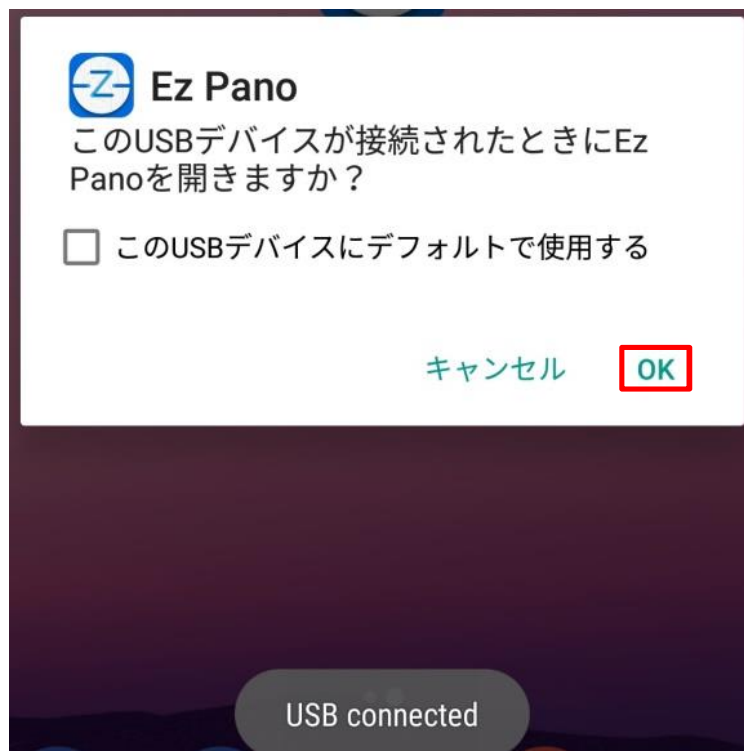 Ez Pano
このUSBデバイスが接続されたときにEz
Panoを開きますか？
このUSBデバイスにデフォルトで使用する
キャンセル OK
USB connected